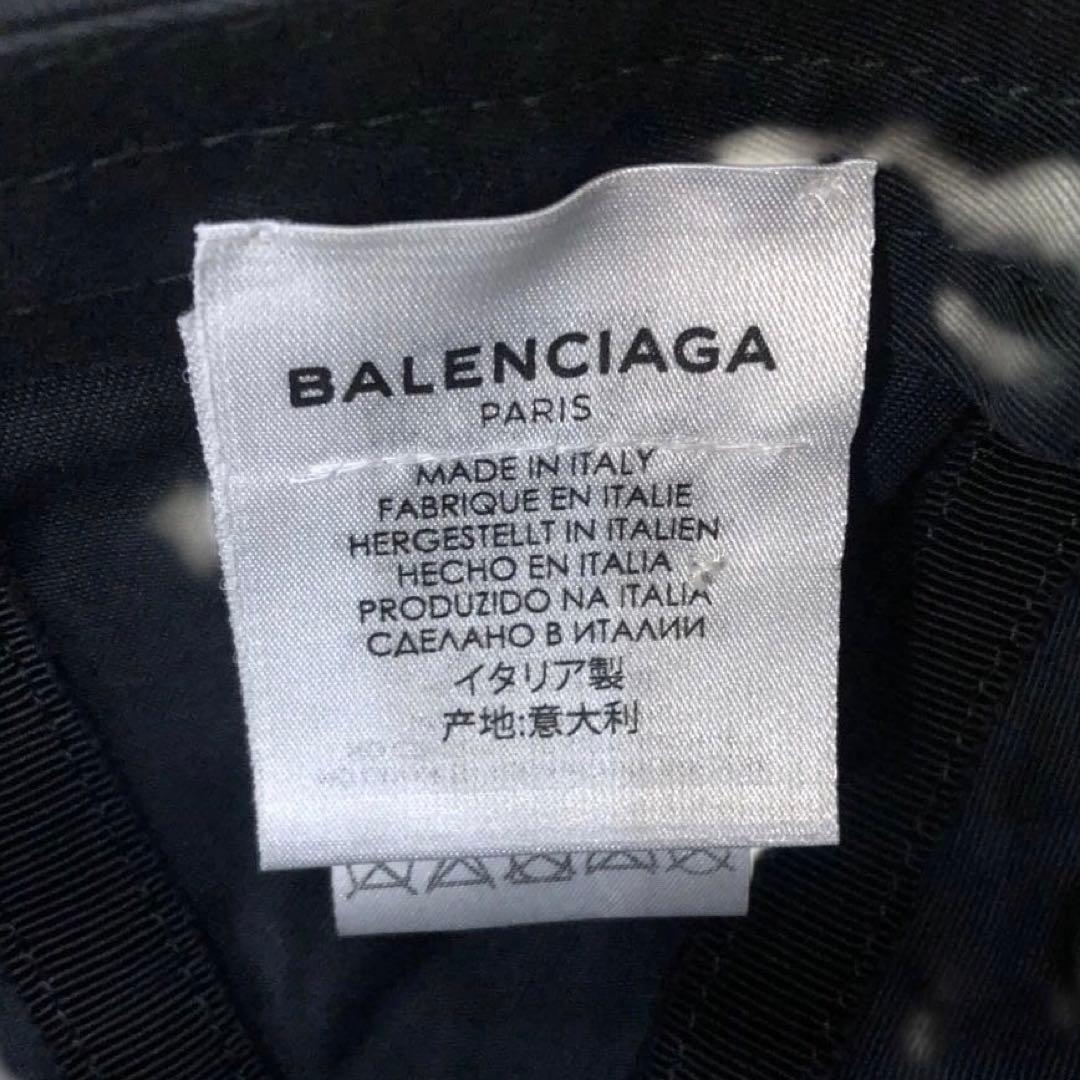 BALENCIAGA
PARIS
MADE IN ITALY
FABRIQUE EN ITALIE
HERGESTELLT IN ITALIEN
HECHO EN ITALIA
PRODUZIDO NA ITALIA
СДЕЛАНО В ИТАЛИИ
イタリア製
产地:意大利